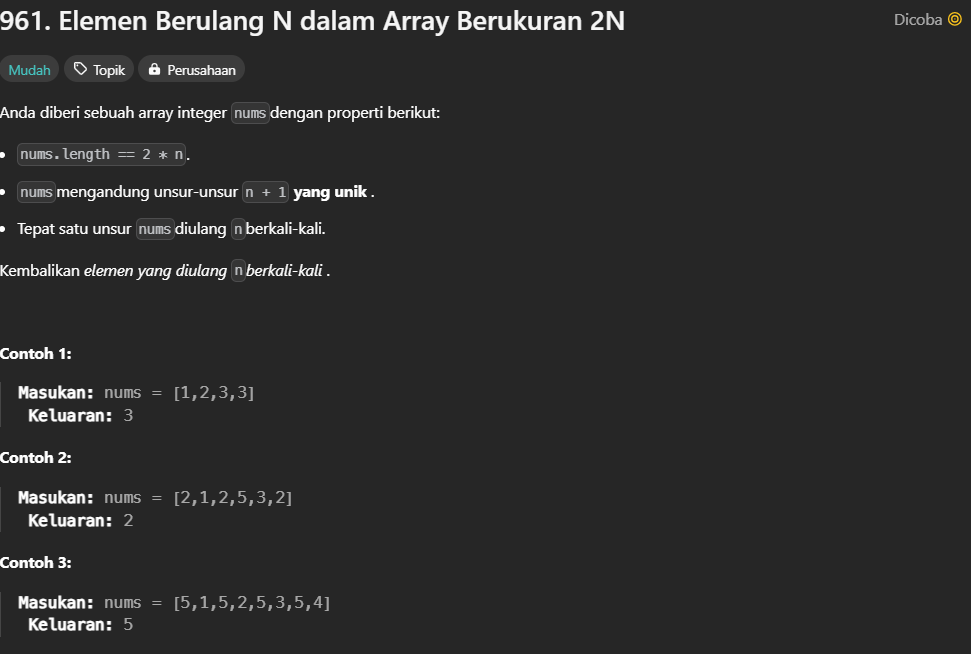 961. Elemen Berulang N dalam Array Berukuran 2N
Dicoba
Mudah Topik Perusahaan
Anda diberi sebuah array integer nums dengan properti berikut:
• nums.length == 2 * n.
• nums mengandung unsur-unsur n + 1 yang unik .
• Tepat satu unsur nums diulang n berkali-kali.
Kembalikan elemen yang diulang n berkali-kali .
Contoh 1:
Masukan: nums = [1,2,3,3]
Keluaran: 3
Contoh 2:
Masukan: nums = [2,1,2,5,3,2]
Keluaran: 2
Contoh 3:
Masukan: nums = [5,1,5,2,5,3,5,4]
Keluaran: 5